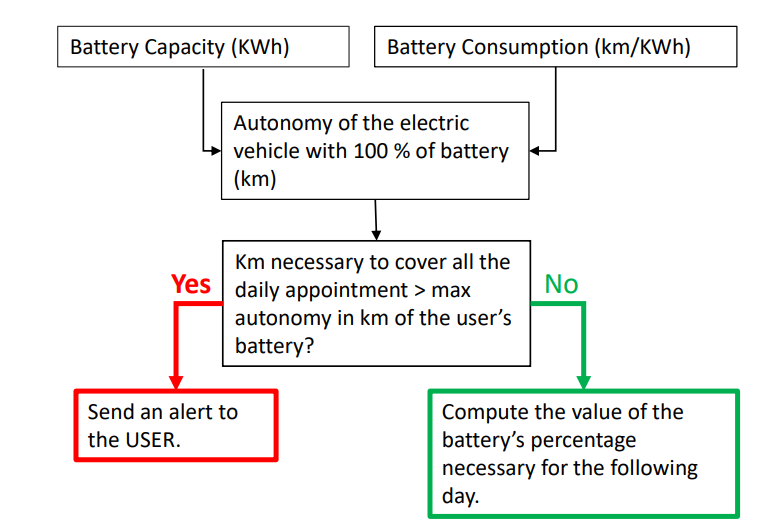 Battery Capacity (KWh)
Battery Consumption (km/KWh)
Autonomy of the electric
vehicle with 100 % of battery
(km)
Km necessary to cover all the
daily appointment > max
autonomy in km of the user’s
battery?
Yes
No
Send an alert to
the USER.
Compute the value of the
battery’s percentage
necessary for the following
day.